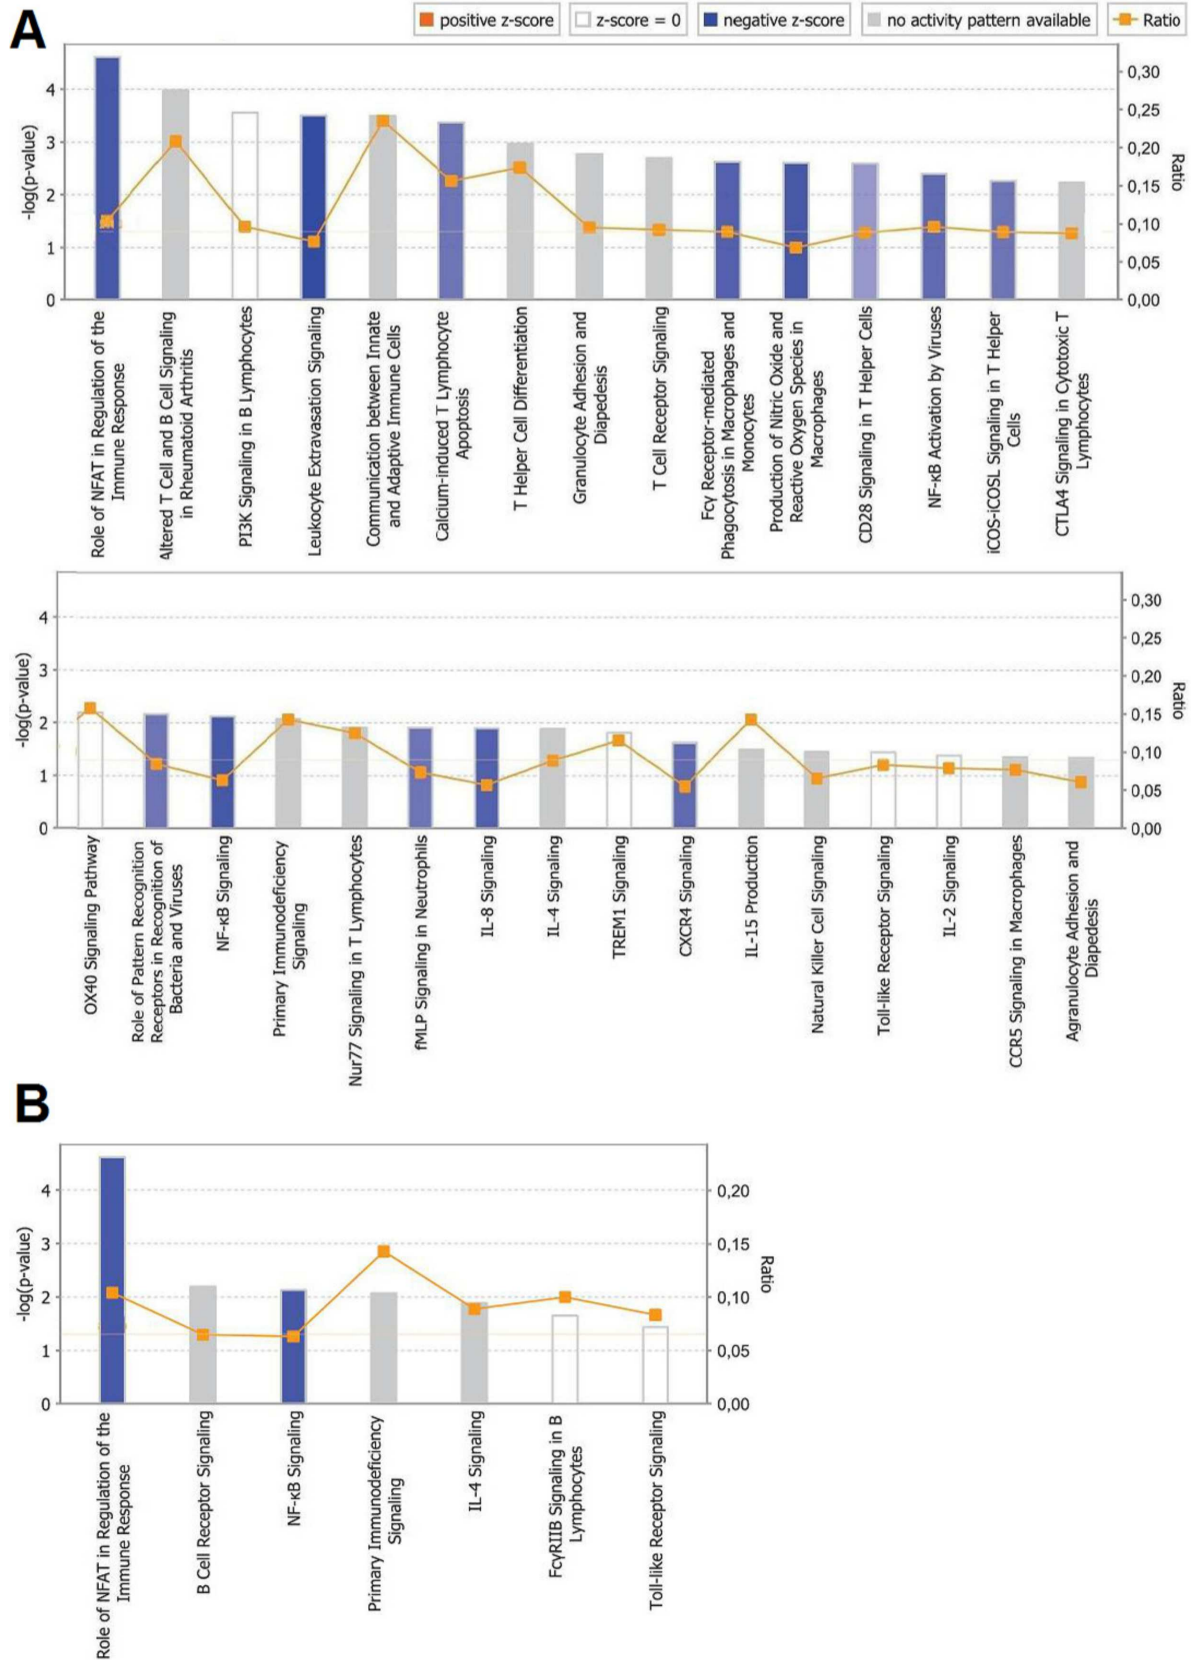 A
positive z-score
z-score = 0
negative z-score
no activity pattern available
Ratio
-log(p-value)
4
3
2
1
0
0,30
0,25
0,20
0,15
0,10
0,05
0,00
Ratio
Role of NFAT in Regulation of the
Immune Response
Altered T Cell and B Cell Signaling
in Rheumatoid Arthritis
PI3K Signaling in B Lymphocytes
Leukocyte Extravasation Signaling
Communication between Innate
and Adaptive Immune Cells
Calcium-induced T Lymphocyte
Apoptosis
T Helper Cell Differentiation
Granulocyte Adhesion and
Diapedesis
T Cell Receptor Signaling
Fcγ Receptor-mediated
Phagocytosis in Macrophages and
Monocytes
Production of Nitric Oxide and
Reactive Oxygen Species in
Macrophages
CD28 Signaling in T Helper Cells
NF-κB Activation by Viruses
iCOS-iCOSL Signaling in T Helper
Cells
CTLA4 Signaling in Cytotoxic T
Lymphocytes
-log(p-value)
4
3
2
1
0
0,30
0,25
0,20
0,15
0,10
0,05
0,00
Ratio
OX40 Signaling Pathway
Role of Pattern Recognition
Receptors in Recognition of
Bacteria and Viruses
NF-κB Signaling
Primary Immunodeficiency
Signaling
Nur77 Signaling in T Lymphocytes
fMLP Signaling in Neutrophils
IL-8 Signaling
IL-4 Signaling
TREM1 Signaling
CXCR4 Signaling
IL-15 Production
Natural Killer Cell Signaling
Toll-like Receptor Signaling
IL-2 Signaling
CCR5 Signaling in Macrophages
Agranulocyte Adhesion and
Diapedesis
B
-log(p-value)
4
3
2
1
0
0,20
0,15
0,10
0,05
0,00
Ratio
Role of NFAT in Regulation of the
Immune Response
B Cell Receptor Signaling
NF-κB Signaling
Primary Immunodeficiency
Signaling
IL-4 Signaling
FcγRIIB Signaling in B
Lymphocytes
Toll-like Receptor Signaling